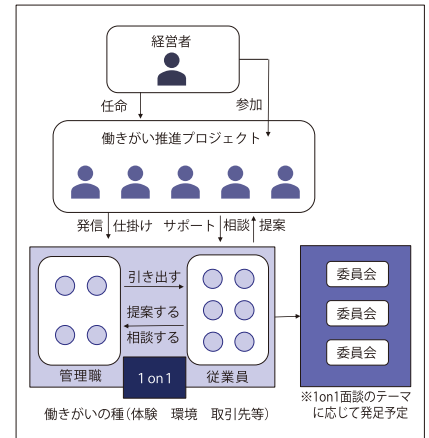 経営者
任命
参加
働きがい推進プロジェクト
発信 仕掛け サポート 相談 提案
引き出す
提案する
相談する
管理職
1on1
従業員
委員会
委員会
委員会
※1on1面談のテーマ
に応じて発足予定
働きがいの種(体験 環境 取引先等)